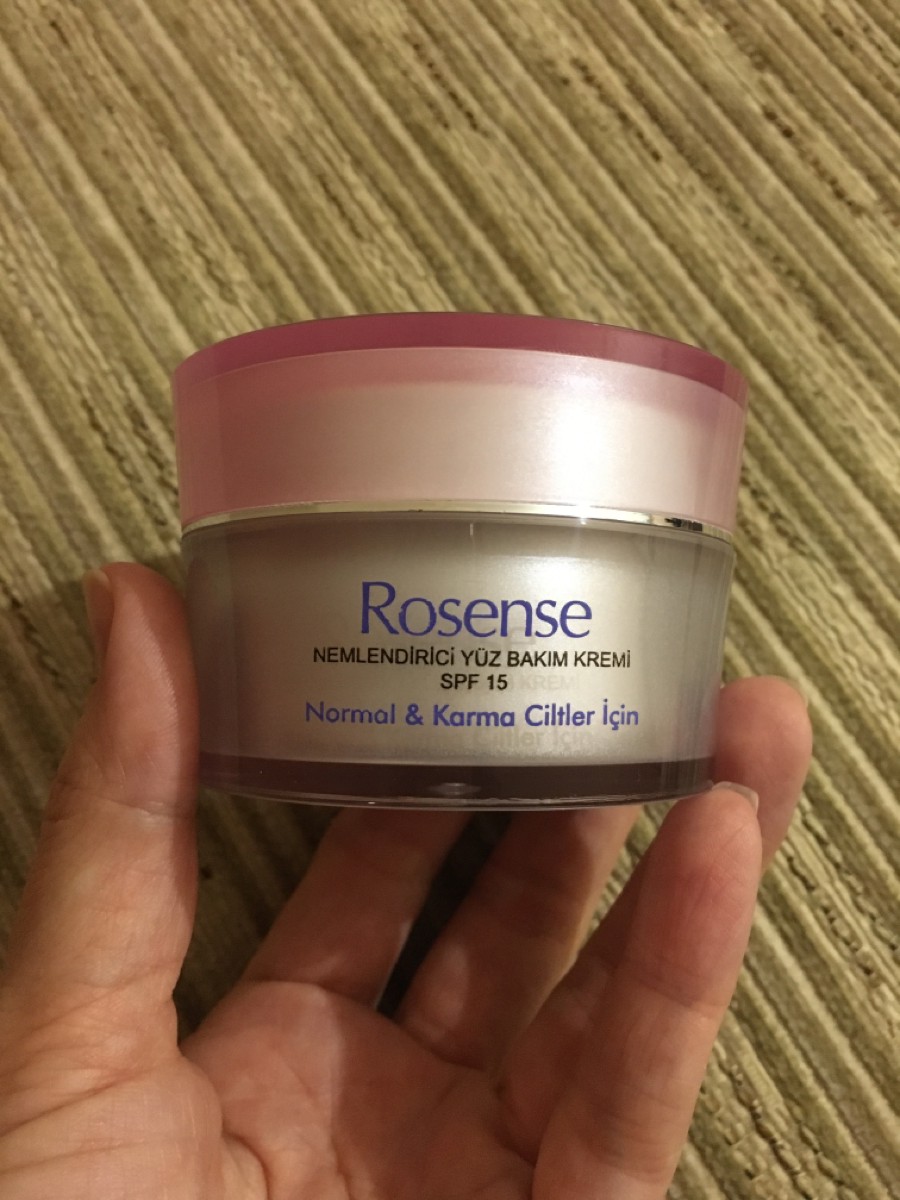 Rosense
NEMLENDİRİCİ YÜZ BAKIM KREMİ
SPF 15
Normal & Karma Ciltler İçin